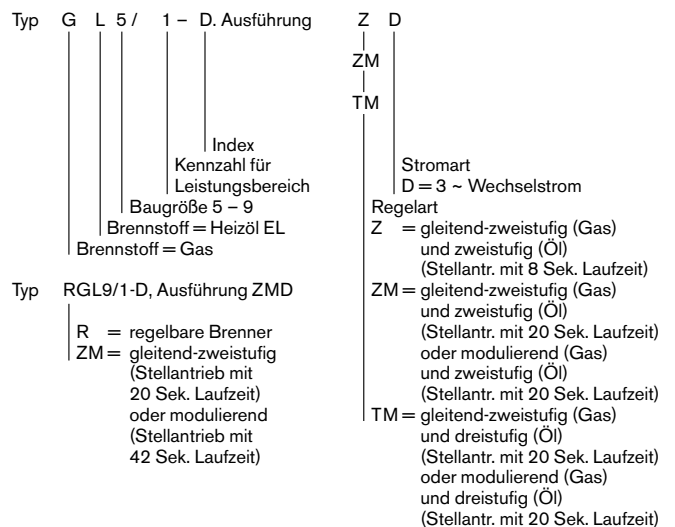 Typ G L 5 / 1 – D. Ausführung Z D
ZM
TM
Index
Kennzahl für
Leistungsbereich
Baugröße 5 – 9
Brennstoff = Heizöl EL
Brennstoff = Gas
Stromart
D = 3 ~ Wechselstrom
Regelart
Z = gleitend-zweistufig (Gas)
und zweistufig (Öl)
(Stellantr. mit 8 Sek. Laufzeit)
ZM = gleitend-zweistufig (Gas)
und zweistufig (Öl)
(Stellantr. mit 20 Sek. Laufzeit)
oder modulierend (Gas)
und zweistufig (Öl)
(Stellantr. mit 20 Sek. Laufzeit)
TM = gleitend-zweistufig (Gas)
und dreistufig (Öl)
(Stellantr. mit 20 Sek. Laufzeit)
oder modulierend (Gas)
und dreistufig (Öl)
(Stellantr. mit 20 Sek. Laufzeit)
Typ RGL9/1-D, Ausführung ZMD
R = regelbare Brenner
ZM = gleitend-zweistufig
(Stellantrieb mit
20 Sek. Laufzeit)
oder modulierend
(Stellantrieb mit
42 Sek. Laufzeit)